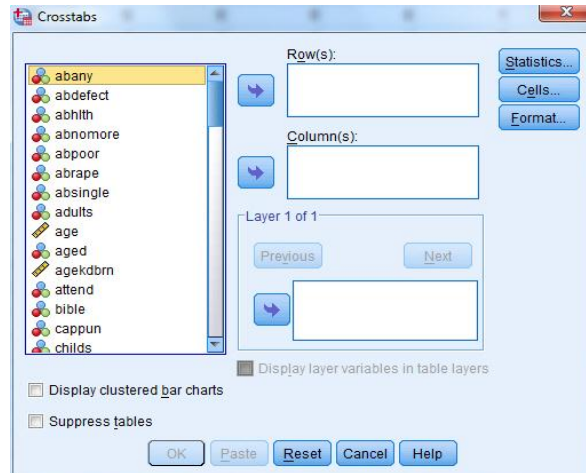 Crosstabs
abany
abdefect
abhlth
abnomore
abpoor
abrape
absingle
adults
age
aged
agekdbrn
attend
bible
cappun
childs
Row(s):
Column(s):
Layer 1 of 1
Previous
Next
Display layer variables in table layers
Statistics...
Cells...
Format...
Display clustered bar charts
Suppress tables
OK Paste Reset Cancel Help